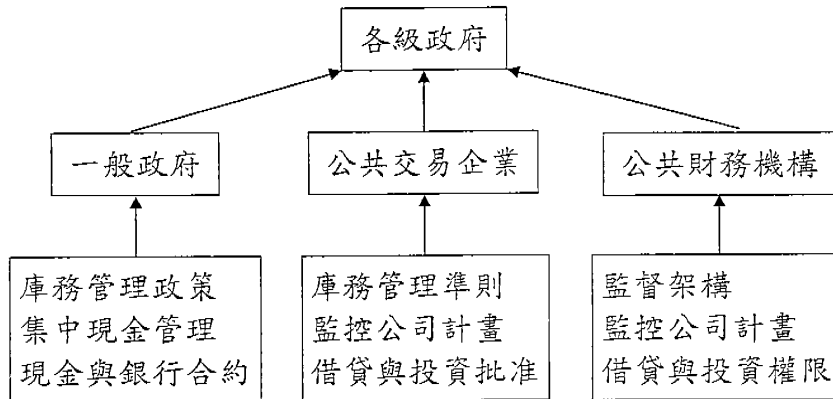 各級政府
一般政府
公共交易企業
公共財務機構
庫務管理政策
集中現金管理
現金與銀行合約
庫務管理準則
監控公司計畫
借貸與投資批准
監督架構
監控公司計畫
借貸與投資權限